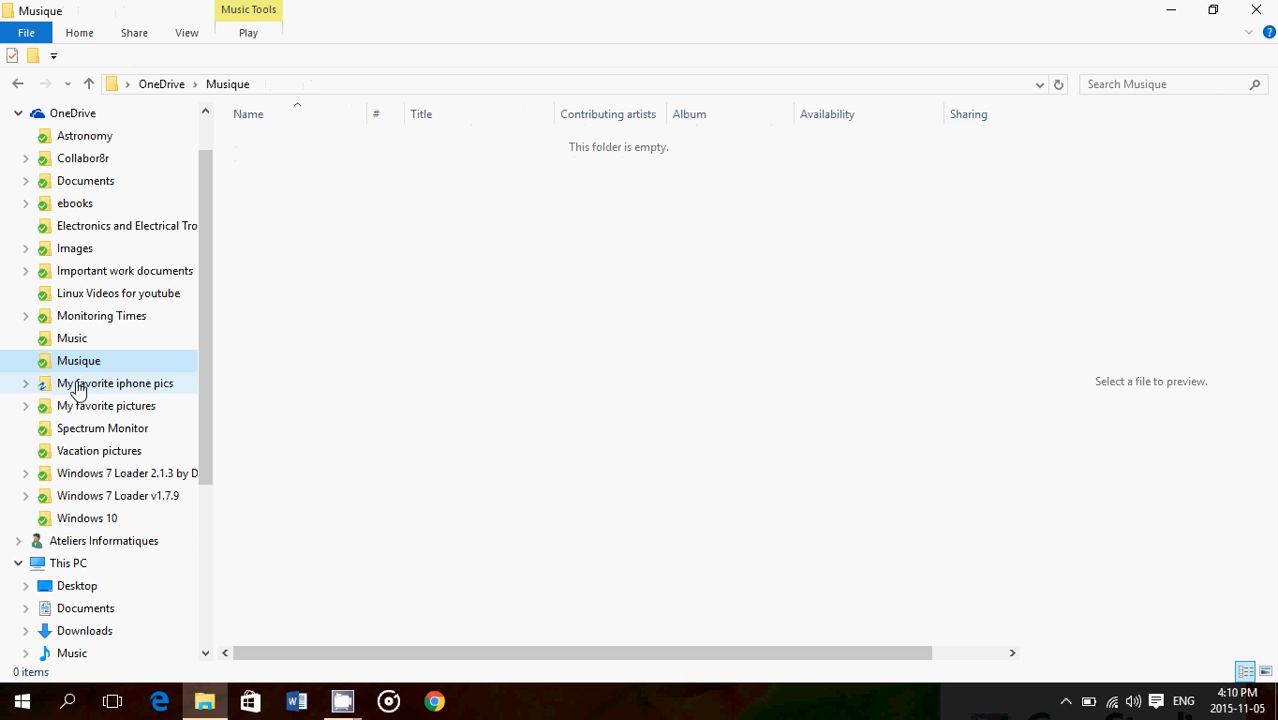 Musique
Music Tools
File
Home
Share
View
Play
OneDrive
Musique
Search Musique
OneDrive
Astronomy
Collabor8r
Documents
ebooks
Electronics and Electrical Tro
Images
Important work documents
Linux Videos for youtube
Monitoring Times
Music
Musique
My favorite iphone pics
My favorite pictures
Spectrum Monitor
Vacation pictures
Windows 7 Loader 2.1.3 by D
Windows 7 Loader v1.7.9
Windows 10
Ateliers Informatiques
This PC
Desktop
Documents
Downloads
Music
Name # Title Contributing artists Album Availability Sharing
This folder is empty.
Select a file to preview.
0 items
ENG
4:10 PM
2015-11-05